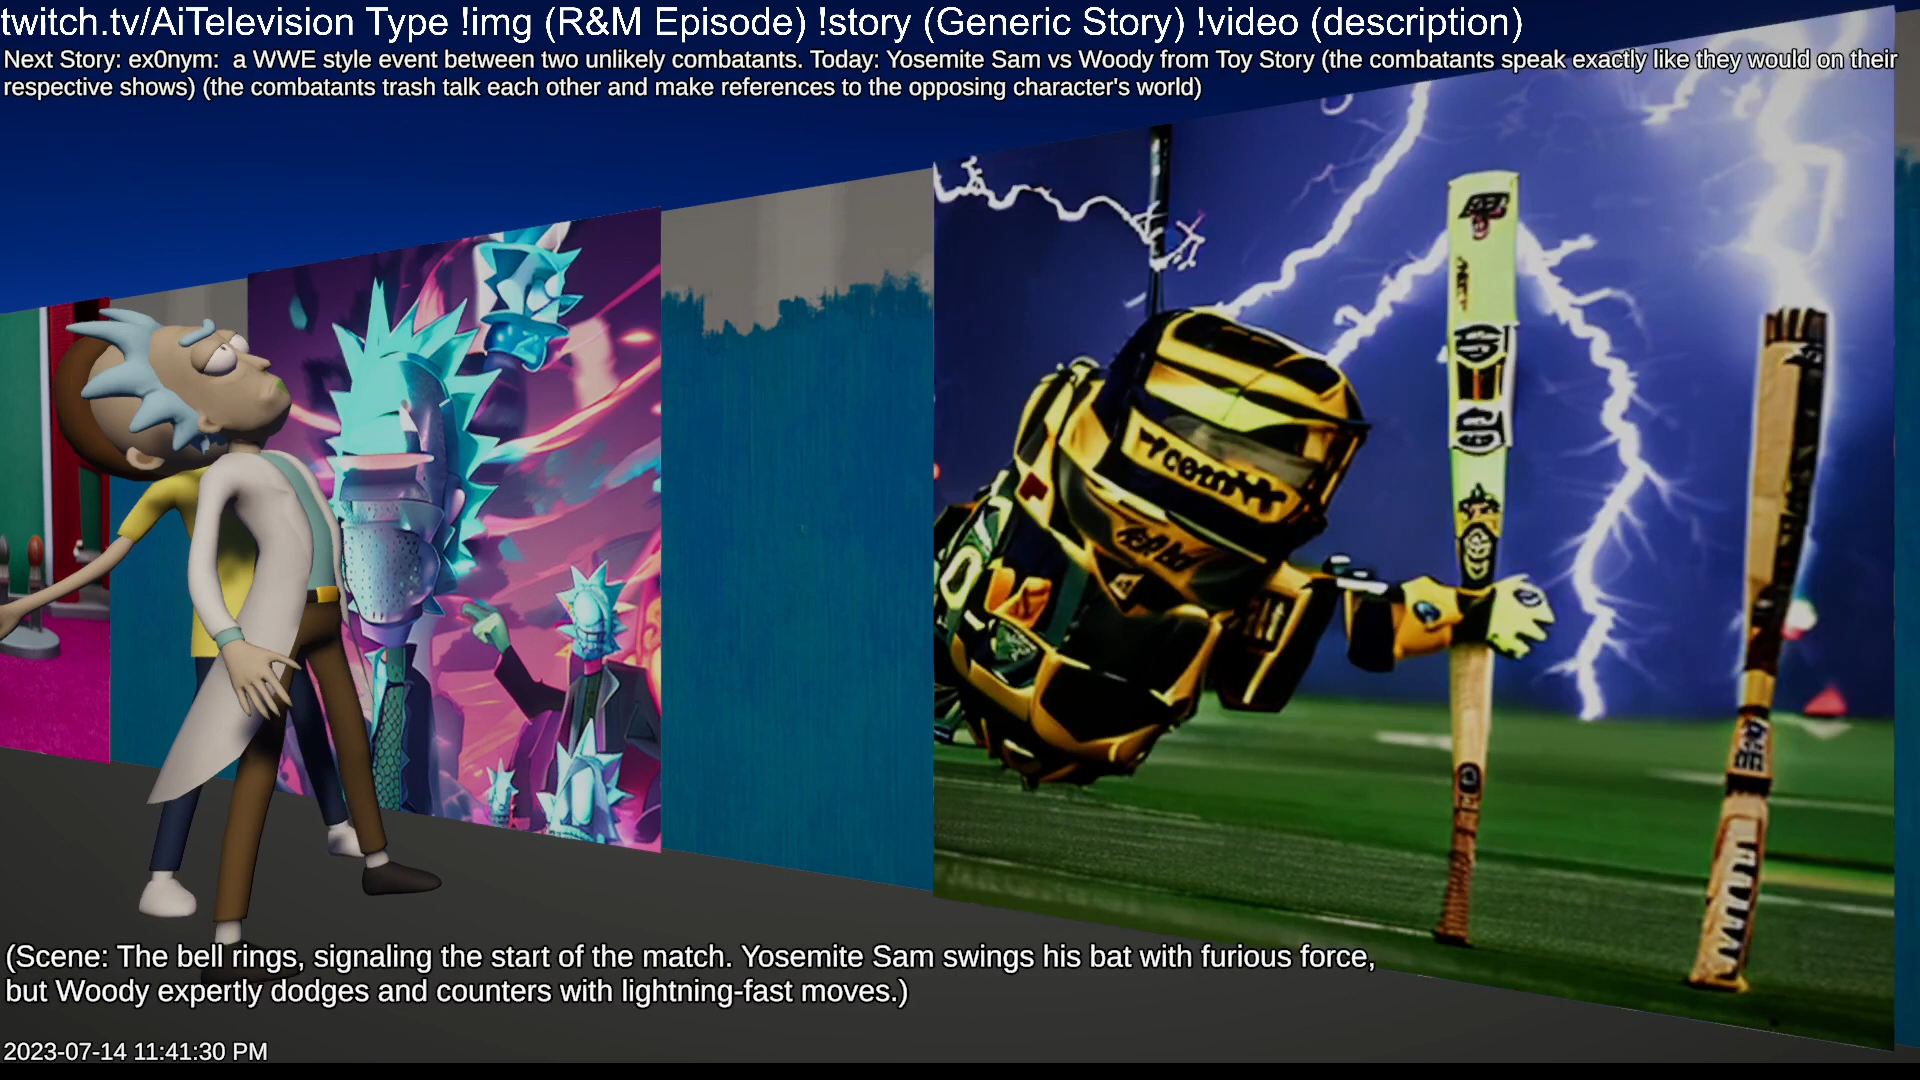 twitch.tv/AiTelevision Type !img (R&M Episode) !story (Generic Story) !video (description)
Next Story: ex0nym:  a WWE style event between two unlikely combatants. Today: Yosemite Sam vs Woody from Toy Story (the combatants speak exactly like they would on their
respective shows) (the combatants trash talk each other and make references to the opposing character's world)
(Scene: The bell rings, signaling the start of the match. Yosemite Sam swings his bat with furious force,
but Woody expertly dodges and counters with lightning-fast moves.)
2023-07-14 11:41:30 PM